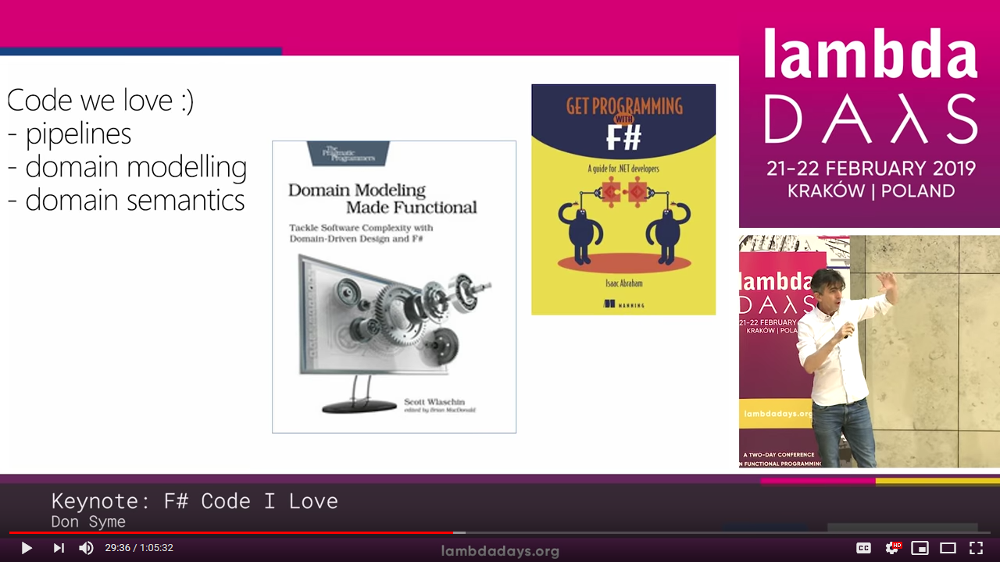 Code we love :)
- pipelines
- domain modelling
- domain semantics
The
Pragmatic
Programmers
Domain Modeling
Made Functional
Tackle Software Complexity with
Domain-Driven Design and F#
Scott Wlaschin
edited by Brian MacDonald
GET PROGRAMMING
WITH
F#
A guide for .NET developers
Isaac Abraham
MANNING
lambda
DAλS
21-22 FEBRUARY 2019
KRAKÓW | POLAND
lambda
DAλS
21-22 FEBRUARY
KRAKÓW | POLA
lambdadays.org
A TWO-DAY CONFERENCE
N FUNCTIONAL PROGRAMMING
Keynote: F# Code I Love
Don Syme
29:36 / 1:05:32
lambdadays.org
CC
HD